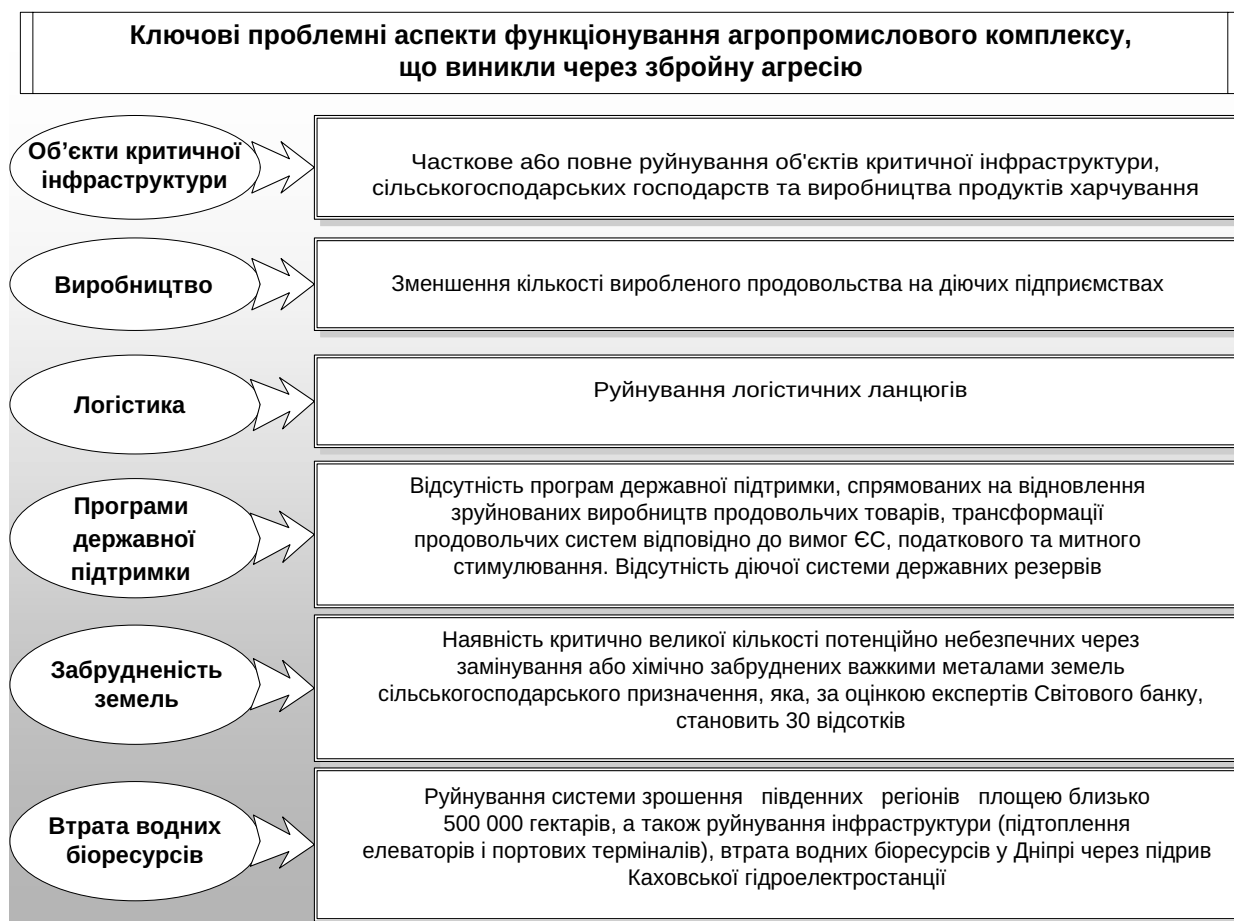 Ключові проблемні аспекти функціонування агропромислового комплексу,
що виникли через збройну агресію
Об’єкти критичної
інфраструктури
Часткове а6о повне руйнування об'єктів критичної інфраструктури,
сільськогосподарських господарств та виробництва продуктів харчування
Виробництво
Зменшення кількості виробленого продовольства на діючих підприємствах
Логістика
Руйнування логістичних ланцюгів
Програми
державної
підтримки
Відсутність програм державної підтримки, спрямованих на відновлення
зруйнованих виробництв продовольчих товарів, трансформації
продовольчих систем відповідно до вимог ЄС, податкового та митного
стимулювання. Відсутність діючої системи державних резервів
Забрудненість
земель
Наявність критично великої кількості потенційно небезпечних через
замінування або хімічно забруднених важкими металами земель
сільськогосподарського призначення, яка, за оцінкою експертів Світового банку,
становить 30 відсотків
Втрата водних
біоресурсів
Руйнування системи зрошення південних регіонів площею близько
500 000 гектарів, а також руйнування інфраструктури (підтоплення
елеваторів і портових терміналів), втрата водних біоресурсів у Дніпрі через підрив
Каховської гідроелектростанції